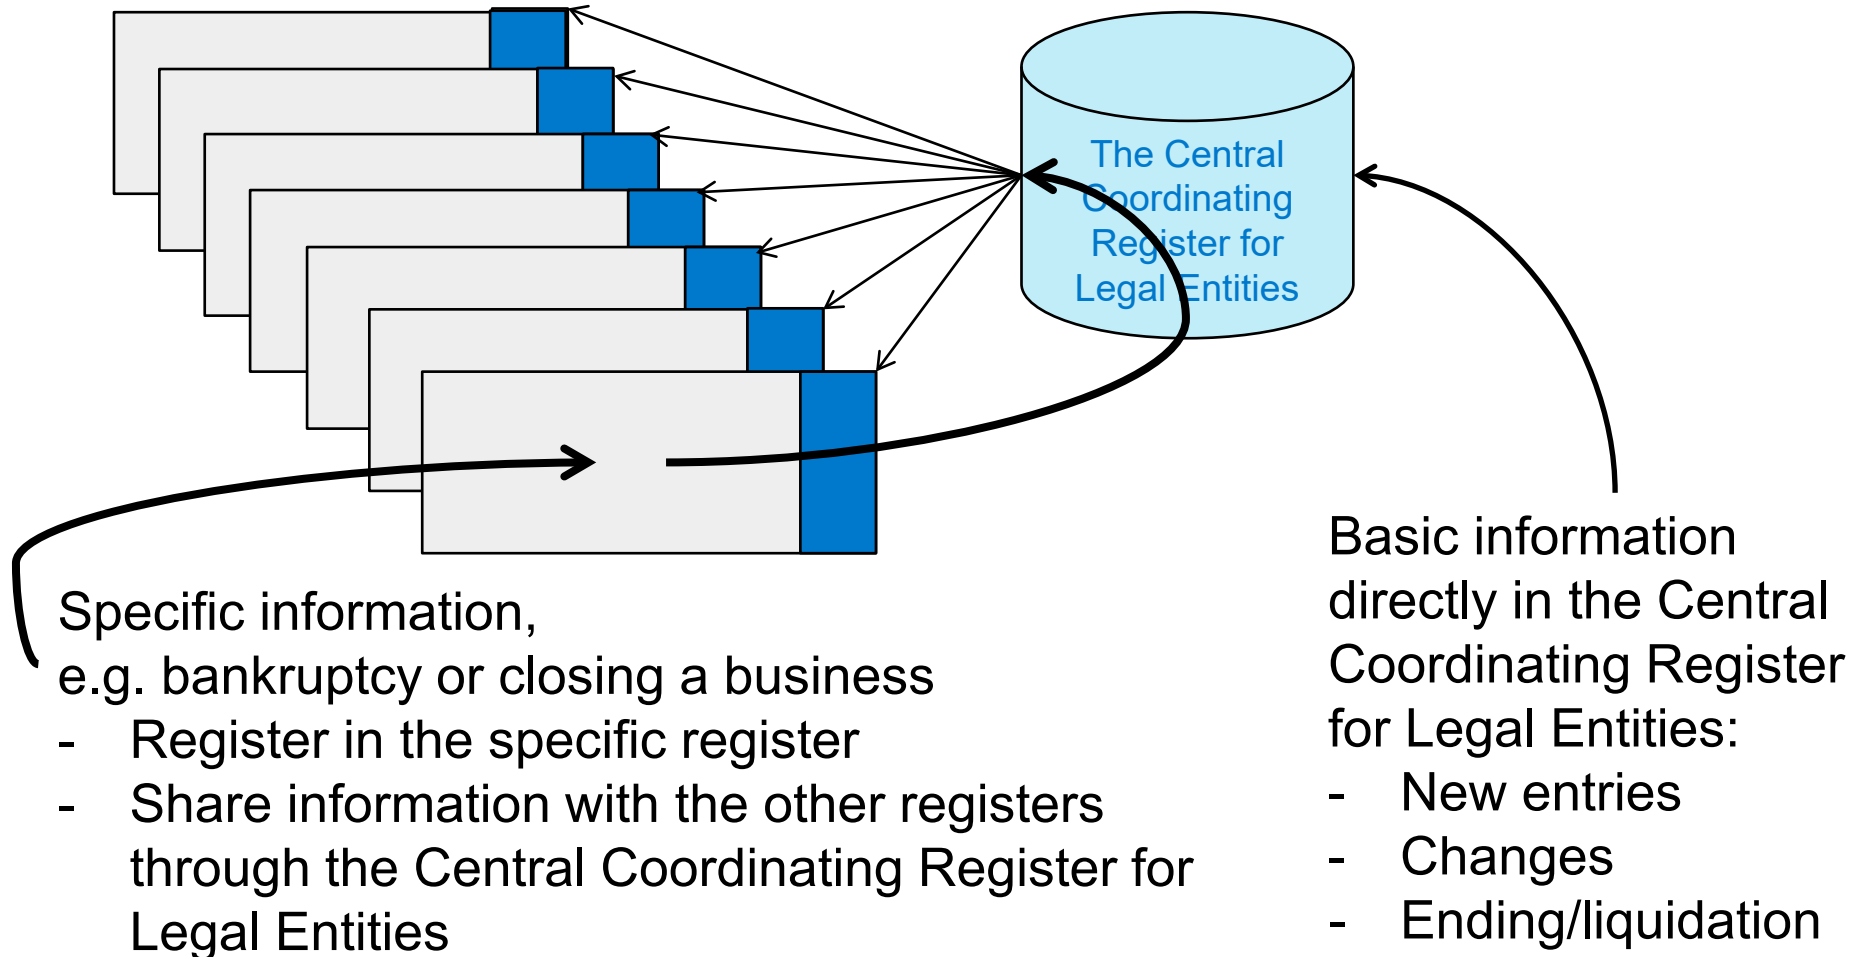 The Central
Coordinating
Register for
Legal Entities
Specific information,
e.g. bankruptcy or closing a business
- Register in the specific register
- Share information with the other registers
through the Central Coordinating Register for
Legal Entities
Basic information
directly in the Central
Coordinating Register
for Legal Entities:
- New entries
- Changes
- Ending/liquidation